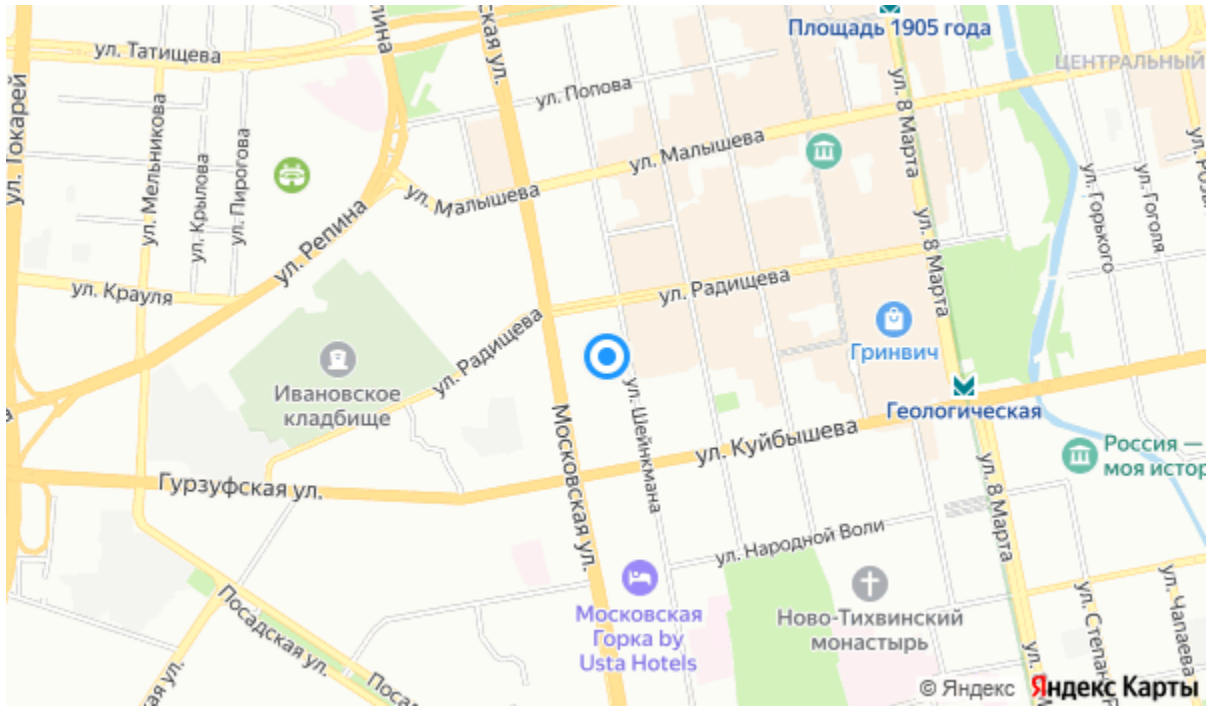 Площадь 1905 года
ЦЕНТРАЛЬНЫЙ
ул. Татищева
ул. Токарей
ул. Мельникова
ул. Крылова
ул. Пирогова
ул. Попова
ул. Малышева
ул. Малышева
ул. 8 Марта
ул. 8 Марта
ул. Горького
ул. Гоголя
ул. Репина
ул. Крауля
ул. Радищева
ул. Радищева
Гринвич
Ивановское
кладбище
Геологическая
ул. Шейнкмана
Московская ул.
ул. Куйбышева
Россия —
моя истор
Гурзуфская ул.
ул. 8 Марта
ул. Народной Воли
Московская
Горка by
Usta Hotels
Ново-Тихвинский
монастырь
Посадская ул.
Поса
ул. Степан
ул. Чапаева
© Яндекс Яндекс Карты